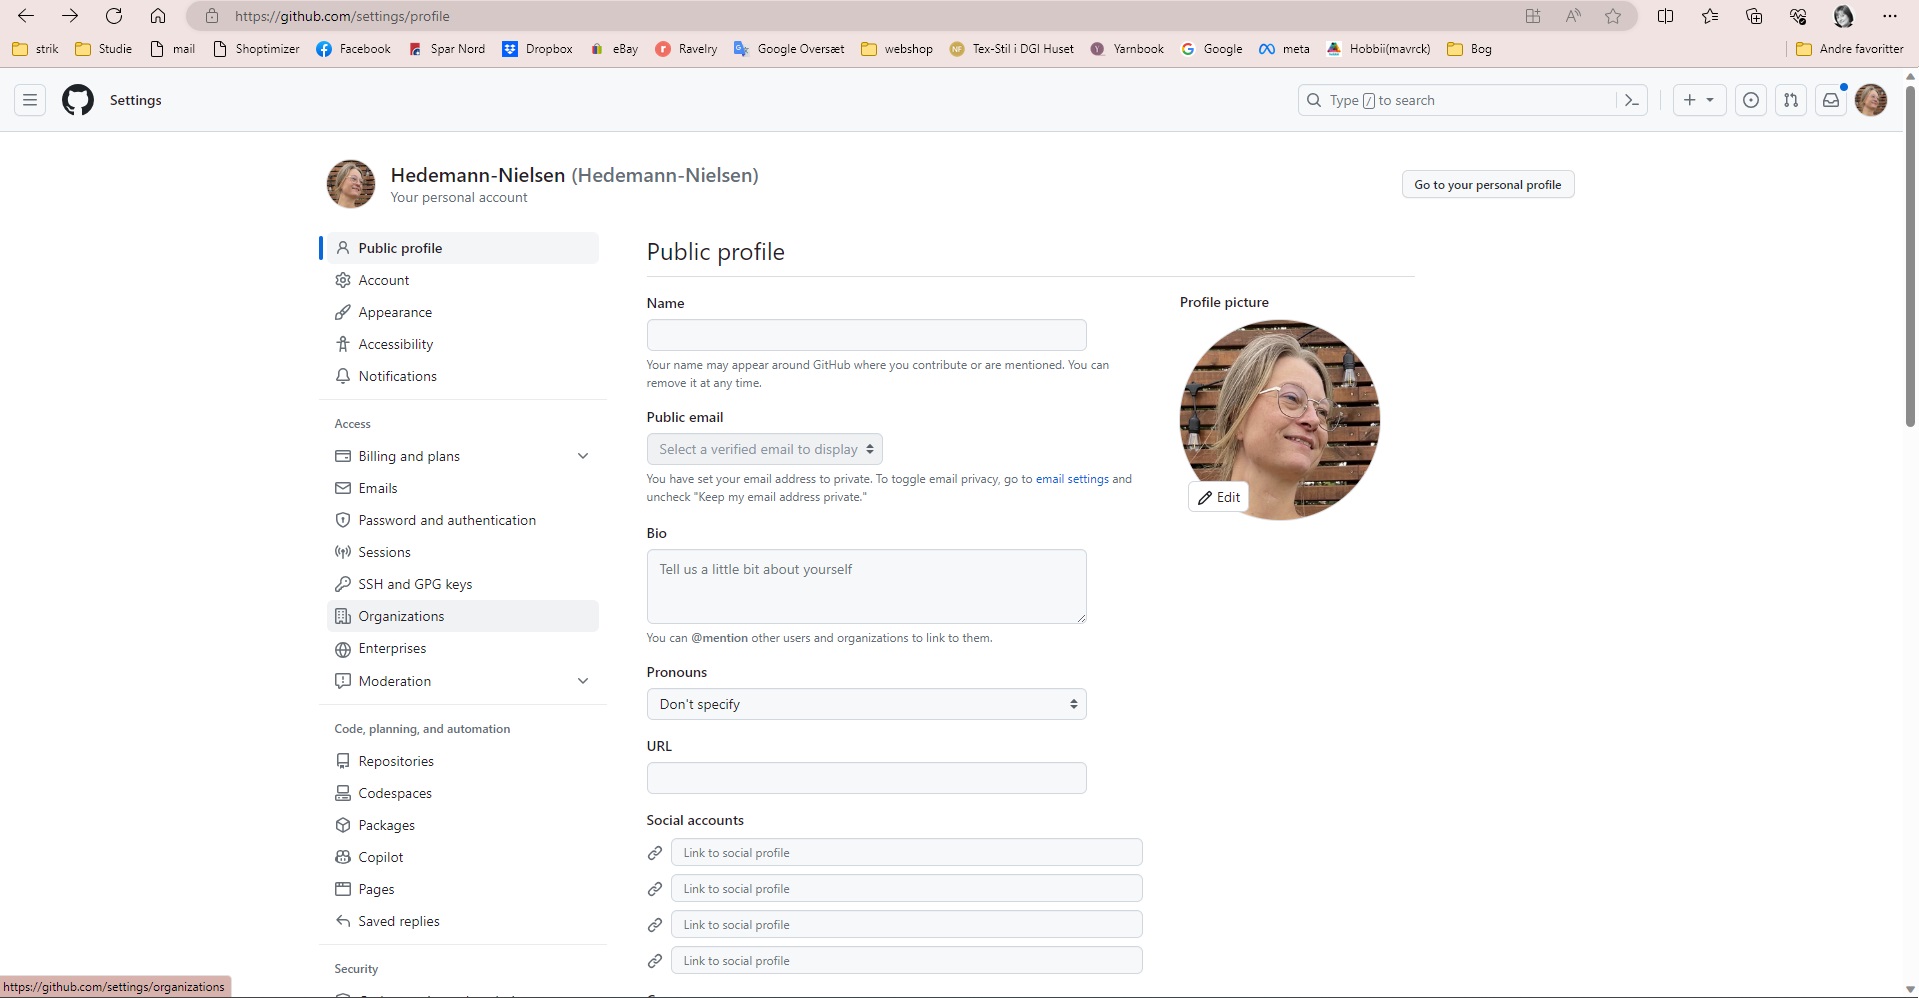 https://github.com/settings/profile
strik Studie mail Shoptimizer Facebook Spar Nord Dropbox eBay Ravelry Google Oversæt webshop Tex-Stil i DGI Huset Yarnbook Google meta Hobbii(mavrck) Bog Andre favoritter
Settings
Type / to search
Hedemann-Nielsen (Hedemann-Nielsen)
Your personal account
Go to your personal profile
Public profile
Account
Appearance
Accessibility
Notifications
Access
Billing and plans
Emails
Password and authentication
Sessions
SSH and GPG keys
Organizations
Enterprises
Moderation
Code, planning, and automation
Repositories
Codespaces
Packages
Copilot
Pages
Saved replies
Security
Public profile
Name
Your name may appear around GitHub where you contribute or are mentioned. You can
remove it at any time.
Public email
Select a verified email to display
You have set your email address to private. To toggle email privacy, go to email settings and
uncheck "Keep my email address private."
Bio
Tell us a little bit about yourself
You can @mention other users and organizations to link to them.
Pronouns
Don't specify
URL
Social accounts
Link to social profile
Link to social profile
Link to social profile
Link to social profile
Profile picture
Edit
https://github.com/settings/organizations